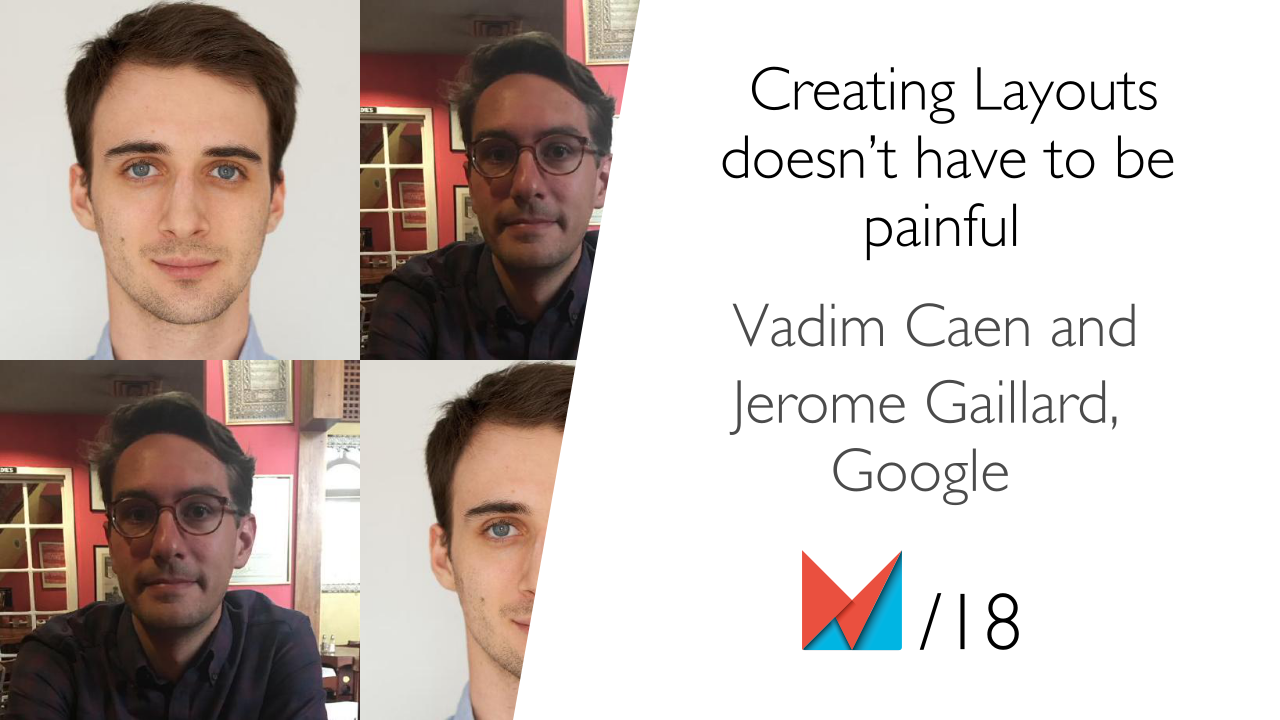 Creating Layouts
doesn’t have to be
painful
Vadim Caen and
Jerome Gaillard,
Google
/18